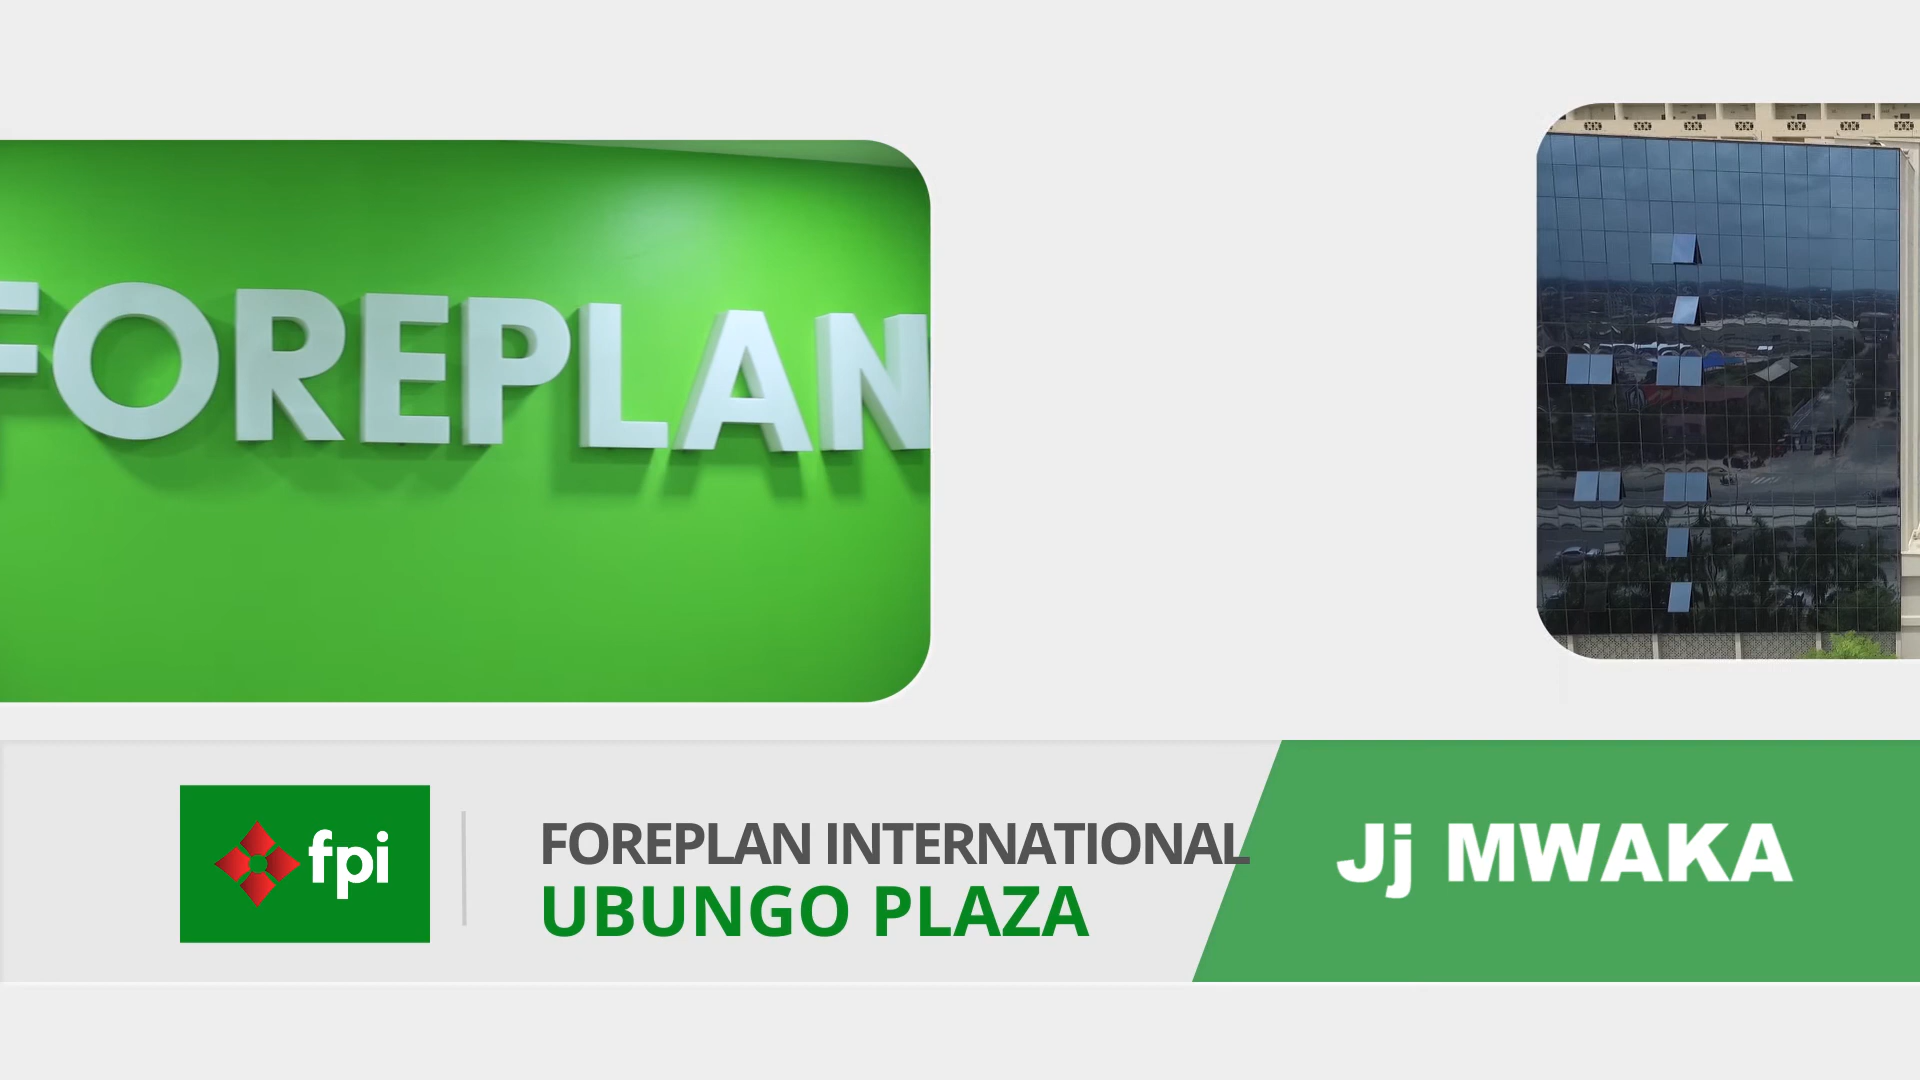 FOREPLAN
fpi
FOREPLAN INTERNATIONAL
UBUNGO PLAZA
Jj MWAKA